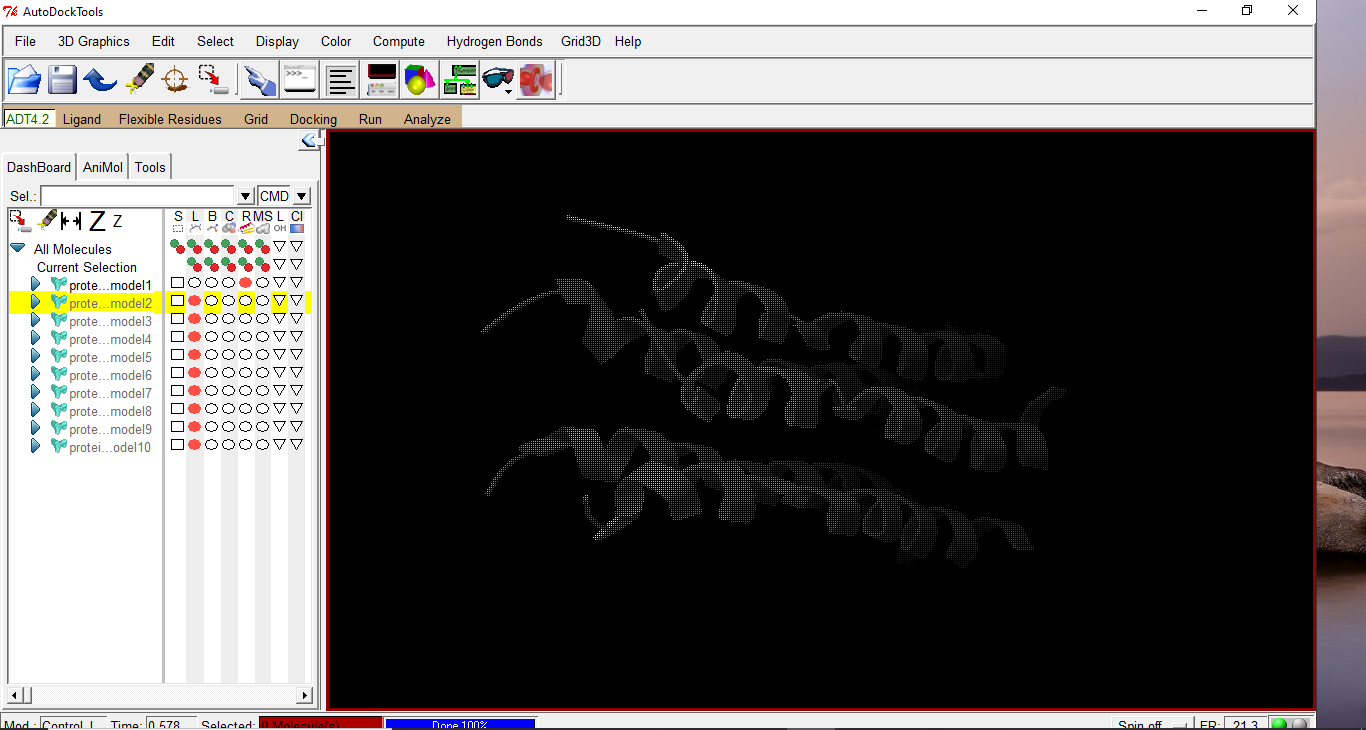 AutoDockTools
File 3D Graphics Edit Select Display Color Compute Hydrogen Bonds Grid3D Help
>>>_
ADT4.2 Ligand Flexible Residues Grid Docking Run Analyze
DashBoard AniMol Tools
Sel.: CMD
Z Z S L B C R MS L Cl
OH
All Molecules
Current Selection
prote...model1
prote...model2
prote...model3
prote...model4
prote...model5
prote...model6
prote...model7
prote...model8
prote...model9
protei...odel10
Mod.: Control_L Time: 0.578 Selected: 0 Molecule(s) Done 100% Spin off FR: 21.3